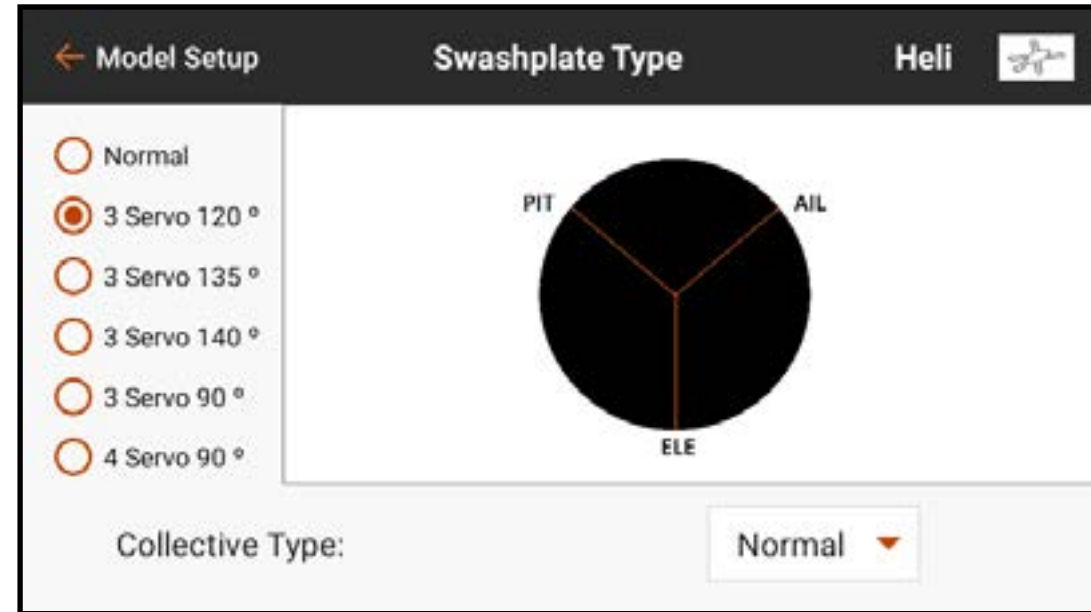 Model Setup
Swashplate Type
Heli
Normal
3 Servo 120 º
3 Servo 135 º
3 Servo 140 º
3 Servo 90 º
4 Servo 90 º
PIT
AIL
ELE
Collective Type:
Normal